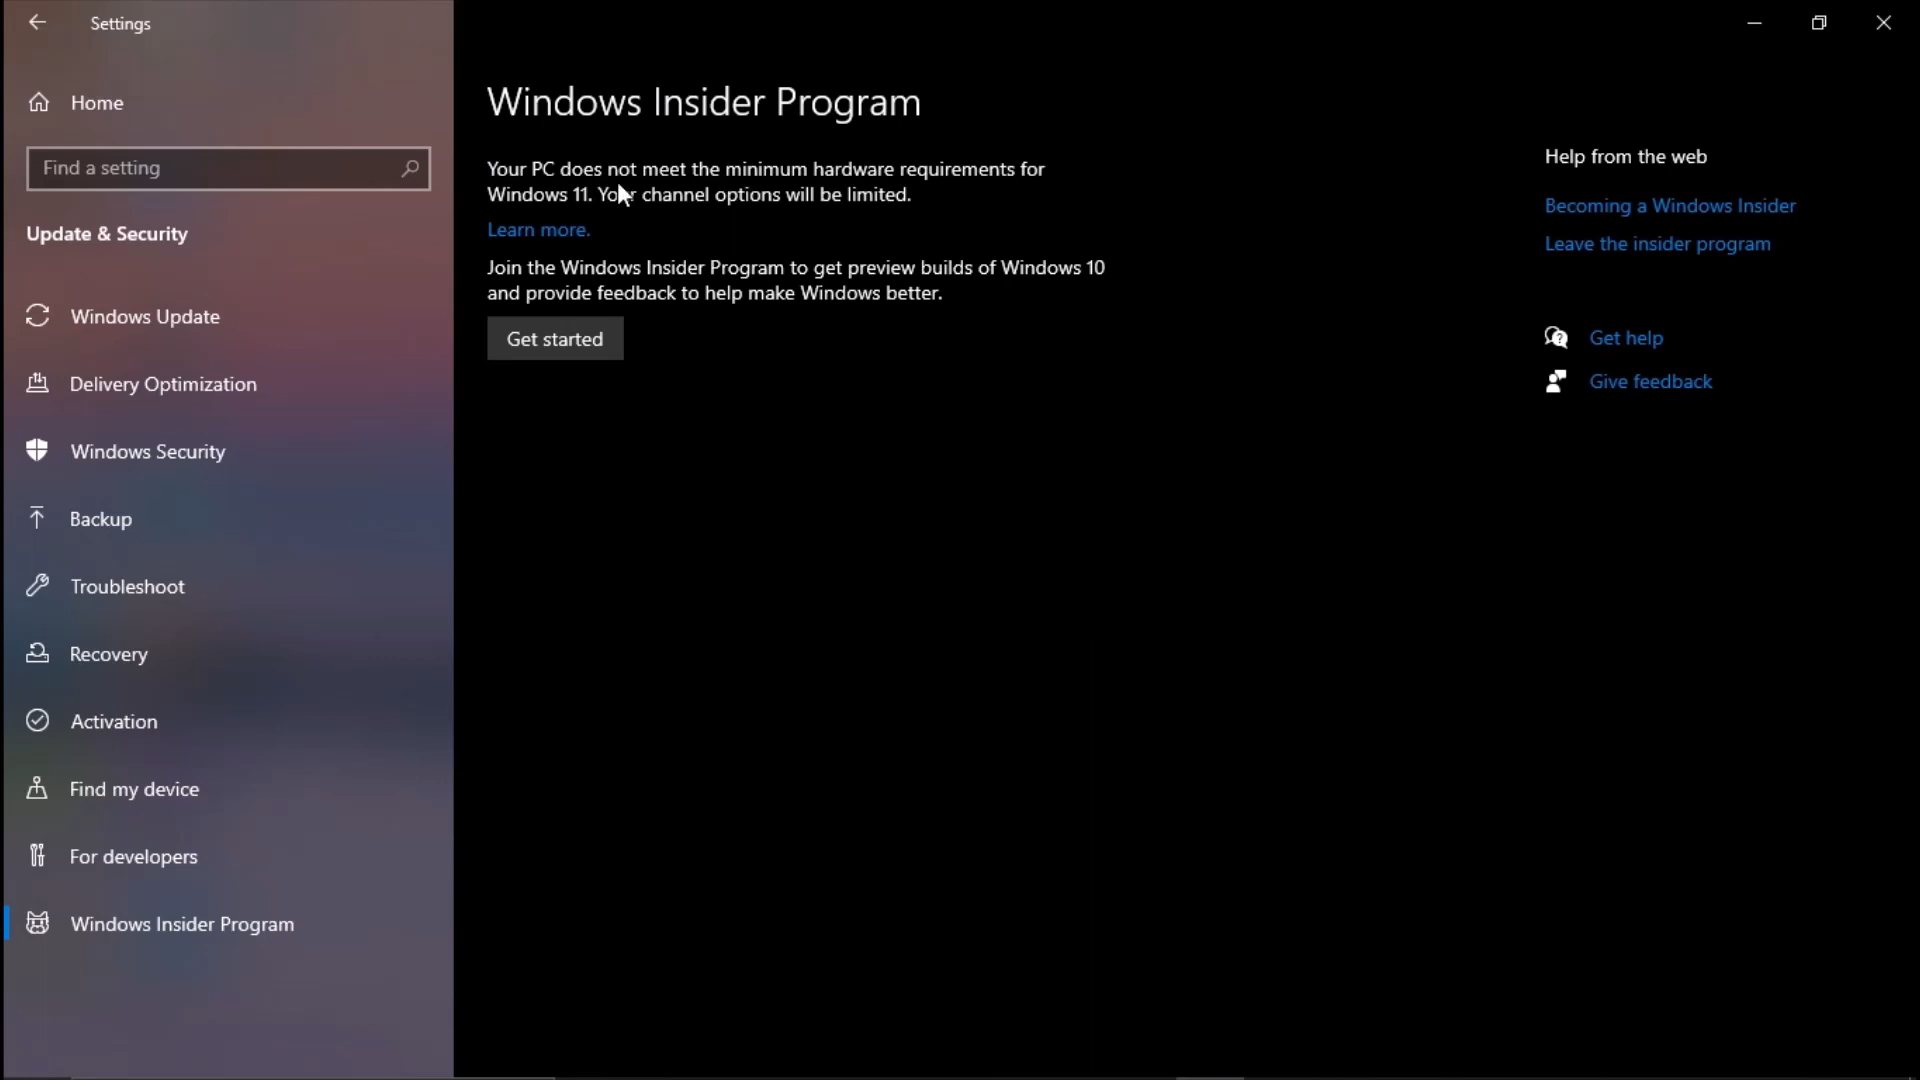 Settings
Home
Find a setting
Update & Security
Windows Update
Delivery Optimization
Windows Security
Backup
Troubleshoot
Recovery
Activation
Find my device
For developers
Windows Insider Program
Windows Insider Program
Your PC does not meet the minimum hardware requirements for
Windows 11. Your channel options will be limited.
Learn more.
Join the Windows Insider Program to get preview builds of Windows 10
and provide feedback to help make Windows better.
Get started
Help from the web
Becoming a Windows Insider
Leave the insider program
Get help
Give feedback